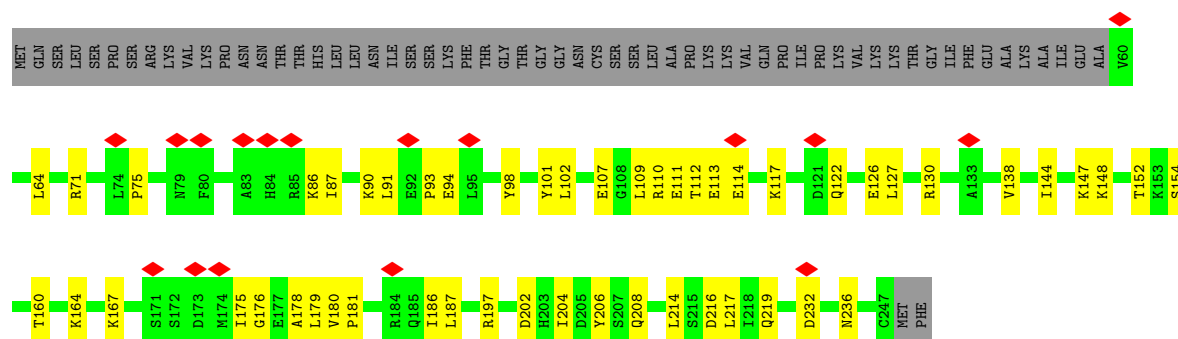 MET GLN SER LEU SER PRO SER ARG LYS VAL LYS PRO ASN ASN THR THR HIS LEU LEU ASN ILE SER SER LYS PHE THR GLY THR GLY GLY ASN CYS SER SER LEU ALA PRO LYS LYS VAL GLN PRO ILE PRO LYS VAL LYS LYS THR GLY ILE PHE GLU ALA LYS ALA ILE GLU ALA V60
L64 R71 L74 P75 N79 F80 A83 H84 R85 K86 I87 K90 L91 E92 P93 E94 L95 Y98 Y101 L102 E107 G108 L109 R110 E111 T112 E113 E114 K117 D121 Q122 E126 L127 R130 A133 V138 I144 K147 K148 T152 K153 S154
T160 K164 K167 S171 S172 D173 M174 I175 G176 E177 A178 L179 V180 P181 R184 Q185 I186 L187 R197 D202 H203 I204 D205 Y206 S207 Q208 L214 S215 D216 L217 I218 Q219 D232 N236 C247 MET PHE